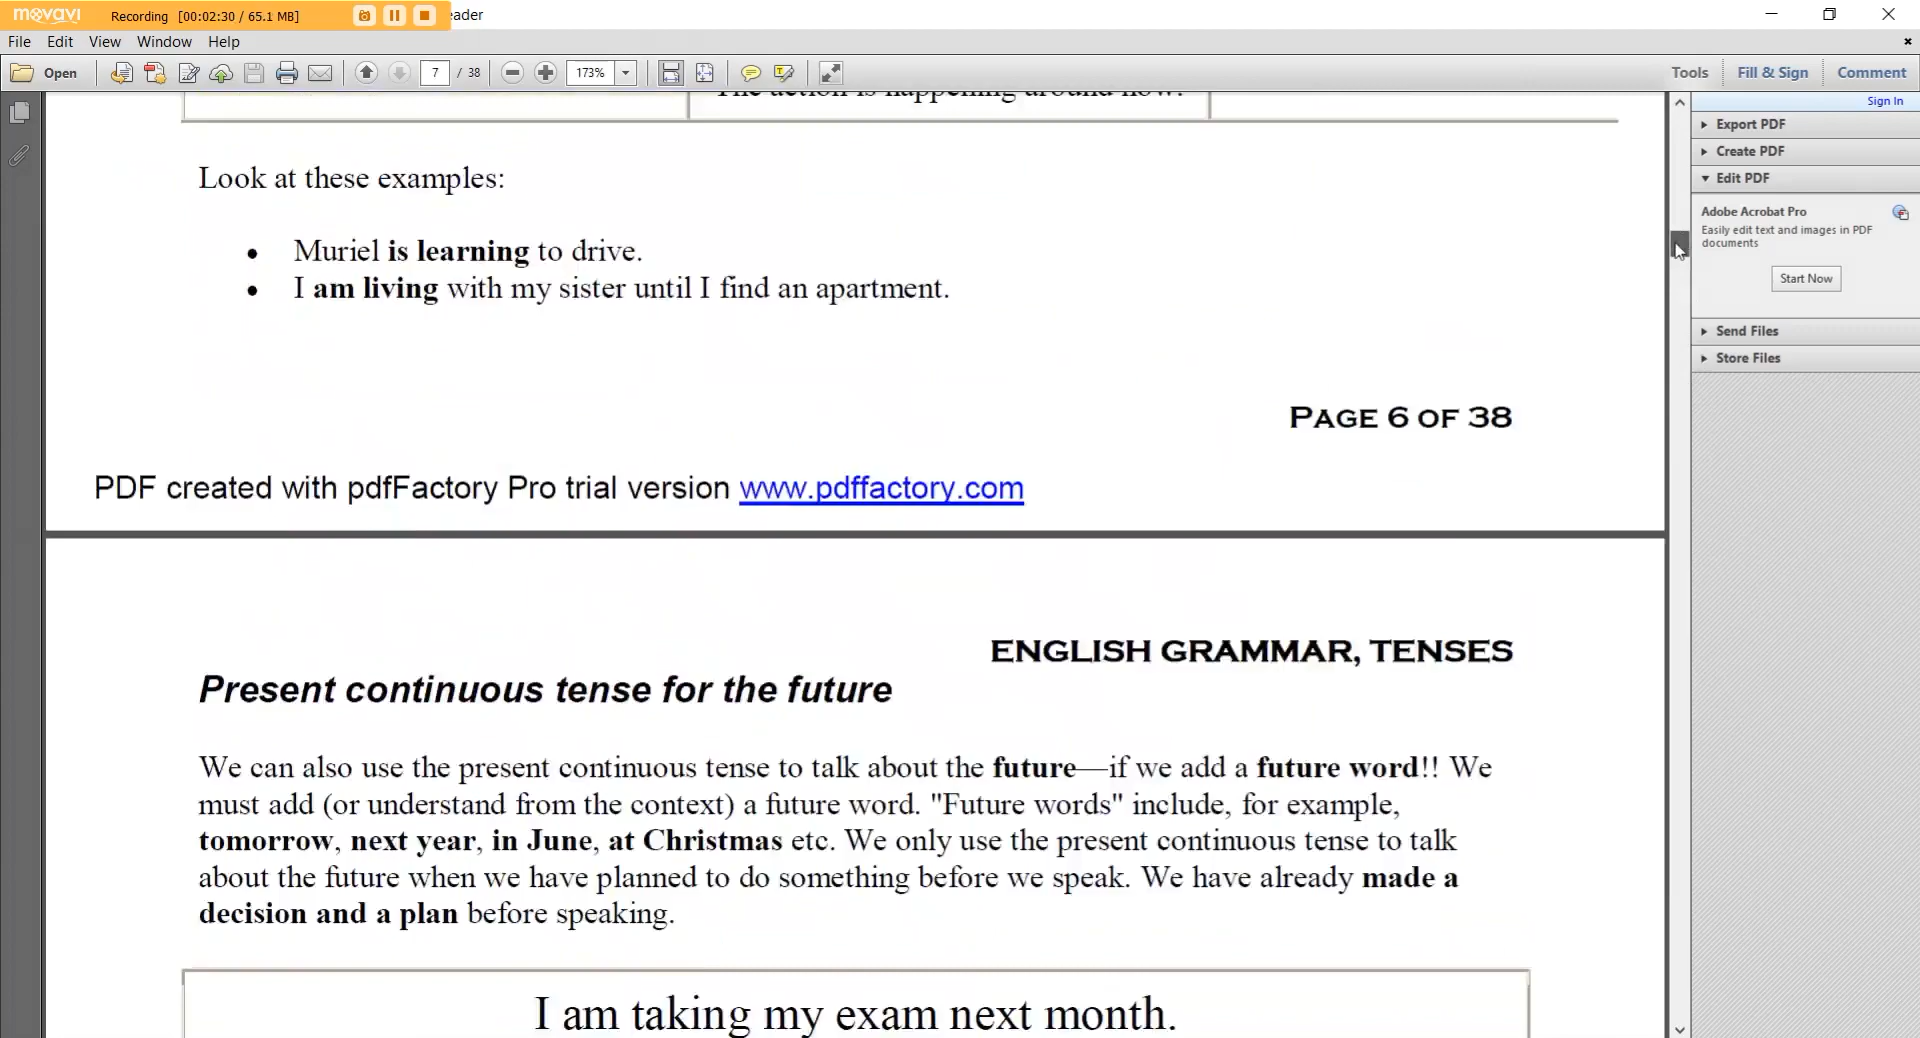 movavi Recording [00:02:30 / 65.1 MB] eader
File Edit View Window Help
Open 7 / 38 173% Tools Fill & Sign Comment
Sign In
Export PDF
Create PDF
Edit PDF
Adobe Acrobat Pro
Easily edit text and images in PDF
documents
Start Now
Send Files
Store Files
The action is happening around now.
Look at these examples:
• Muriel is learning to drive.
• I am living with my sister until I find an apartment.
PAGE 6 OF 38
PDF created with pdfFactory Pro trial version www.pdffactory.com
ENGLISH GRAMMAR, TENSES
Present continuous tense for the future
We can also use the present continuous tense to talk about the future—if we add a future word!! We
must add (or understand from the context) a future word. "Future words" include, for example,
tomorrow, next year, in June, at Christmas etc. We only use the present continuous tense to talk
about the future when we have planned to do something before we speak. We have already made a
decision and a plan before speaking.
I am taking my exam next month.